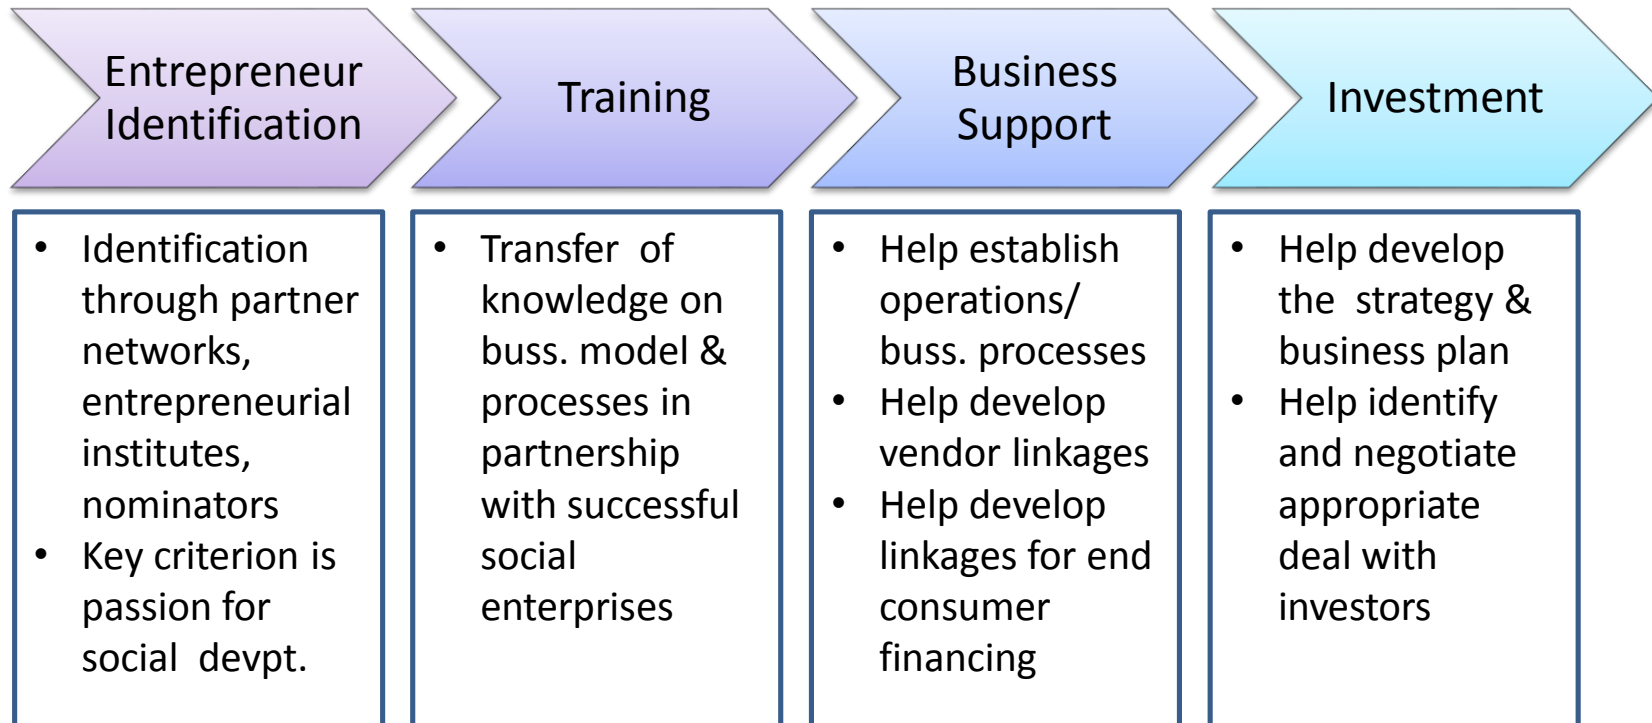 Entrepreneur
Identification
Training
Business
Support
Investment
• Identification
through partner
networks,
entrepreneurial
institutes,
nominators
• Key criterion is
passion for
social devpt.
• Transfer of
knowledge on
buss. model &
processes in
partnership
with successful
social
enterprises
• Help establish
operations/
buss. processes
• Help develop
vendor linkages
• Help develop
linkages for end
consumer
financing
• Help develop
the strategy &
business plan
• Help identify
and negotiate
appropriate
deal with
investors